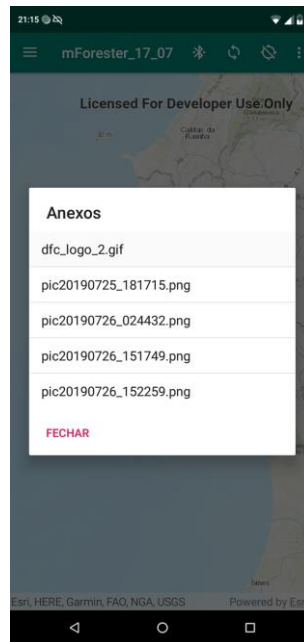 21:15
mForester_17_07
Licensed For Developer Use Only
Anexos
dfc_logo_2.gif
pic20190725_181715.png
pic20190726_024432.png
pic20190726_151749.png
pic20190726_152259.png
FECHAR
Esri, HERE, Garmin, FAO, NGA, USGS
Powered by Esri